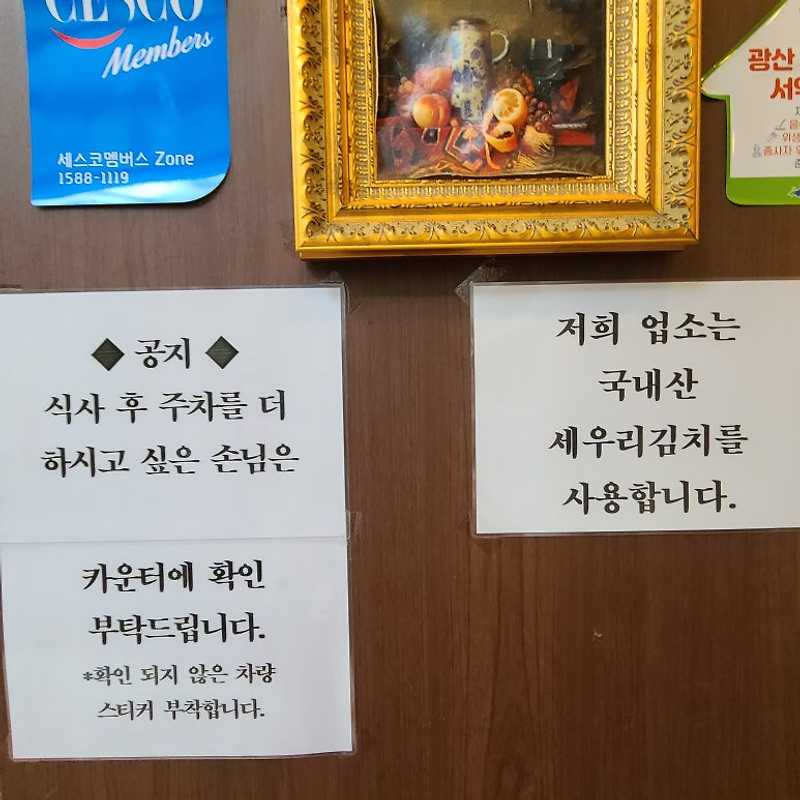 CESCO
Members
세스코멤버스 Zone
1588-1119
광산
◆ 공지 ◆
식사 후 주차를 더
하시고 싶은 손님은
카운터에 확인
부탁드립니다.
*확인 되지 않은 차량
스티커 부착합니다.
저희 업소는
국내산
세우리김치를
사용합니다.